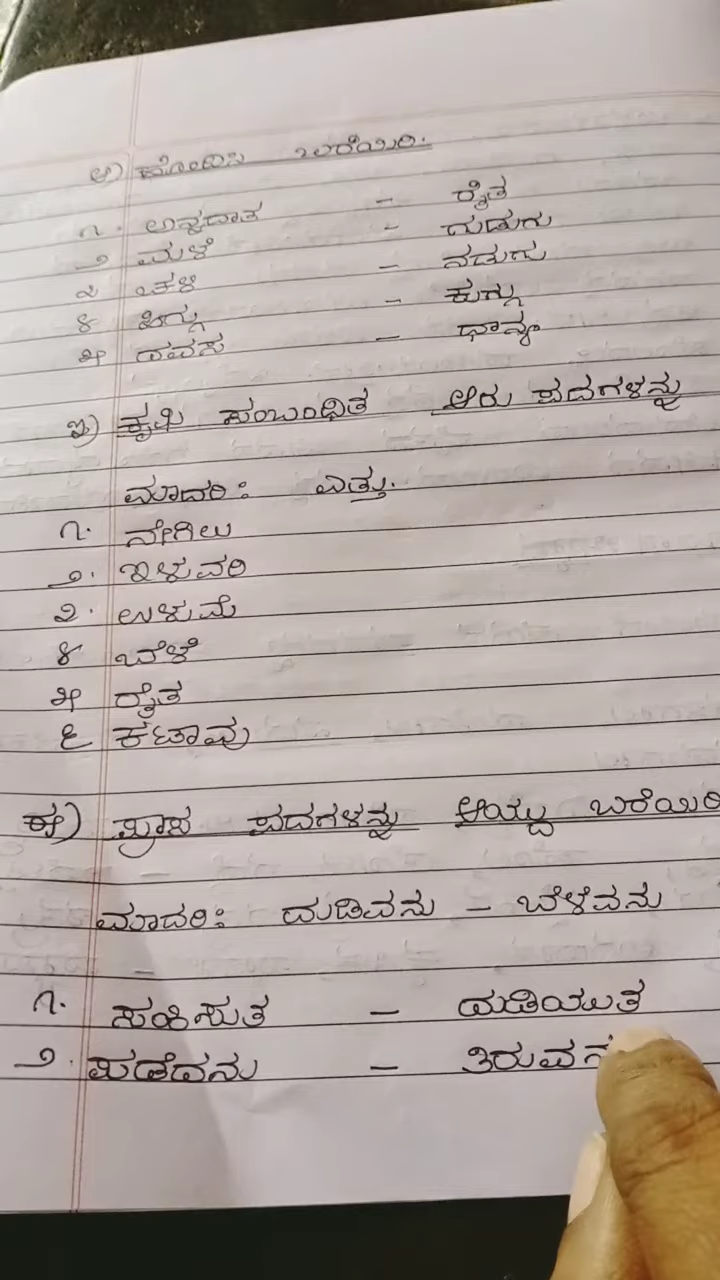 ಅ) ಹೊಂದಿಸಿ ಬರೆಯಿರಿ.
೧. ಅನ್ನದಾತ - ರೈತ
೨ ಮಳೆ - ಗುಡುಗು
೩ ಚಳಿ - ನಡುಗು
೪ ಹಿಗ್ಗು - ಕುಗ್ಗು
೫ ದವಸ - ಧಾನ್ಯ
ಇ) ಕೃಷಿ ಸಂಬಂಧಿತ ಆರು ಪದಗಳನ್ನು
ಮಾದರಿ: ಎತ್ತು.
೧. ನೇಗಿಲು
೨. ಇಳುವರಿ
೩. ಉಳುಮೆ
೪ ಬೆಳೆ
೫ ರೈತ
೬ ಕಟಾವು
ಈ) ಪ್ರಾಸ ಪದಗಳನ್ನು ಆಯ್ದು ಬರೆಯಿರಿ
ಮಾದರಿ: ದುಡಿವನು - ಬೆಳೆವನು
೧. ಸಹಿಸುತ - ದುಡಿಯುತ
೨. ಪಡೆವನು -